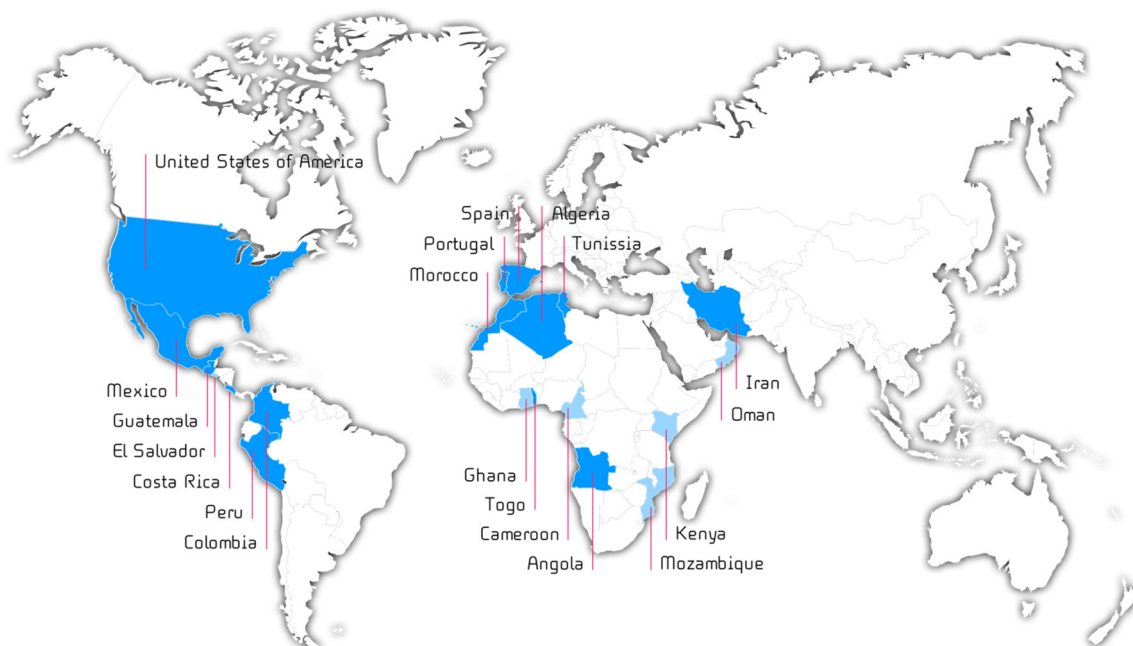 United States of America
Spain
Algeria
Portugal
Tunissia
Morocco
Mexico
Guatemala
El Salvador
Costa Rica
Peru
Colombia
Iran
Oman
Ghana
Togo
Cameroon
Angola
Kenya
Mozambique